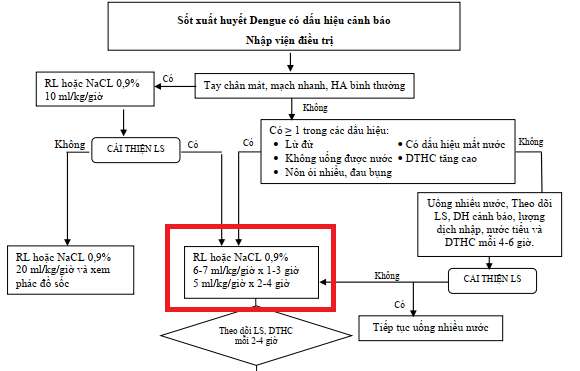 Sốt xuất huyết Dengue có dấu hiệu cảnh báo
Nhập viện điều trị
Tay chân mát, mạch nhanh, HA bình thường
Có
RL hoặc NaCL 0,9%
10 ml/kg/giờ
Không
Có ≥ 1 trong các dấu hiệu:
• Lừ đừ
• Không uống được nước
• Nôn ói nhiều, đau bụng
• Có dấu hiệu mất nước
• DTHC tăng cao
Không
CẢI THIỆN LS
Có
Có
Không
Uống nhiều nước, Theo dõi
LS, DH cảnh báo, lượng
dịch nhập, nước tiểu và
DTHC mỗi 4-6 giờ.
RL hoặc NaCL 0,9%
20 ml/kg/giờ và xem
phác đồ sốc
RL hoặc NaCL 0,9%
6-7 ml/kg/giờ x 1-3 giờ
5 ml/kg/giờ x 2-4 giờ
Không
CẢI THIỆN LS
Có
Tiếp tục uống nhiều nước
Theo dõi LS, DTHC
mỗi 2-4 giờ